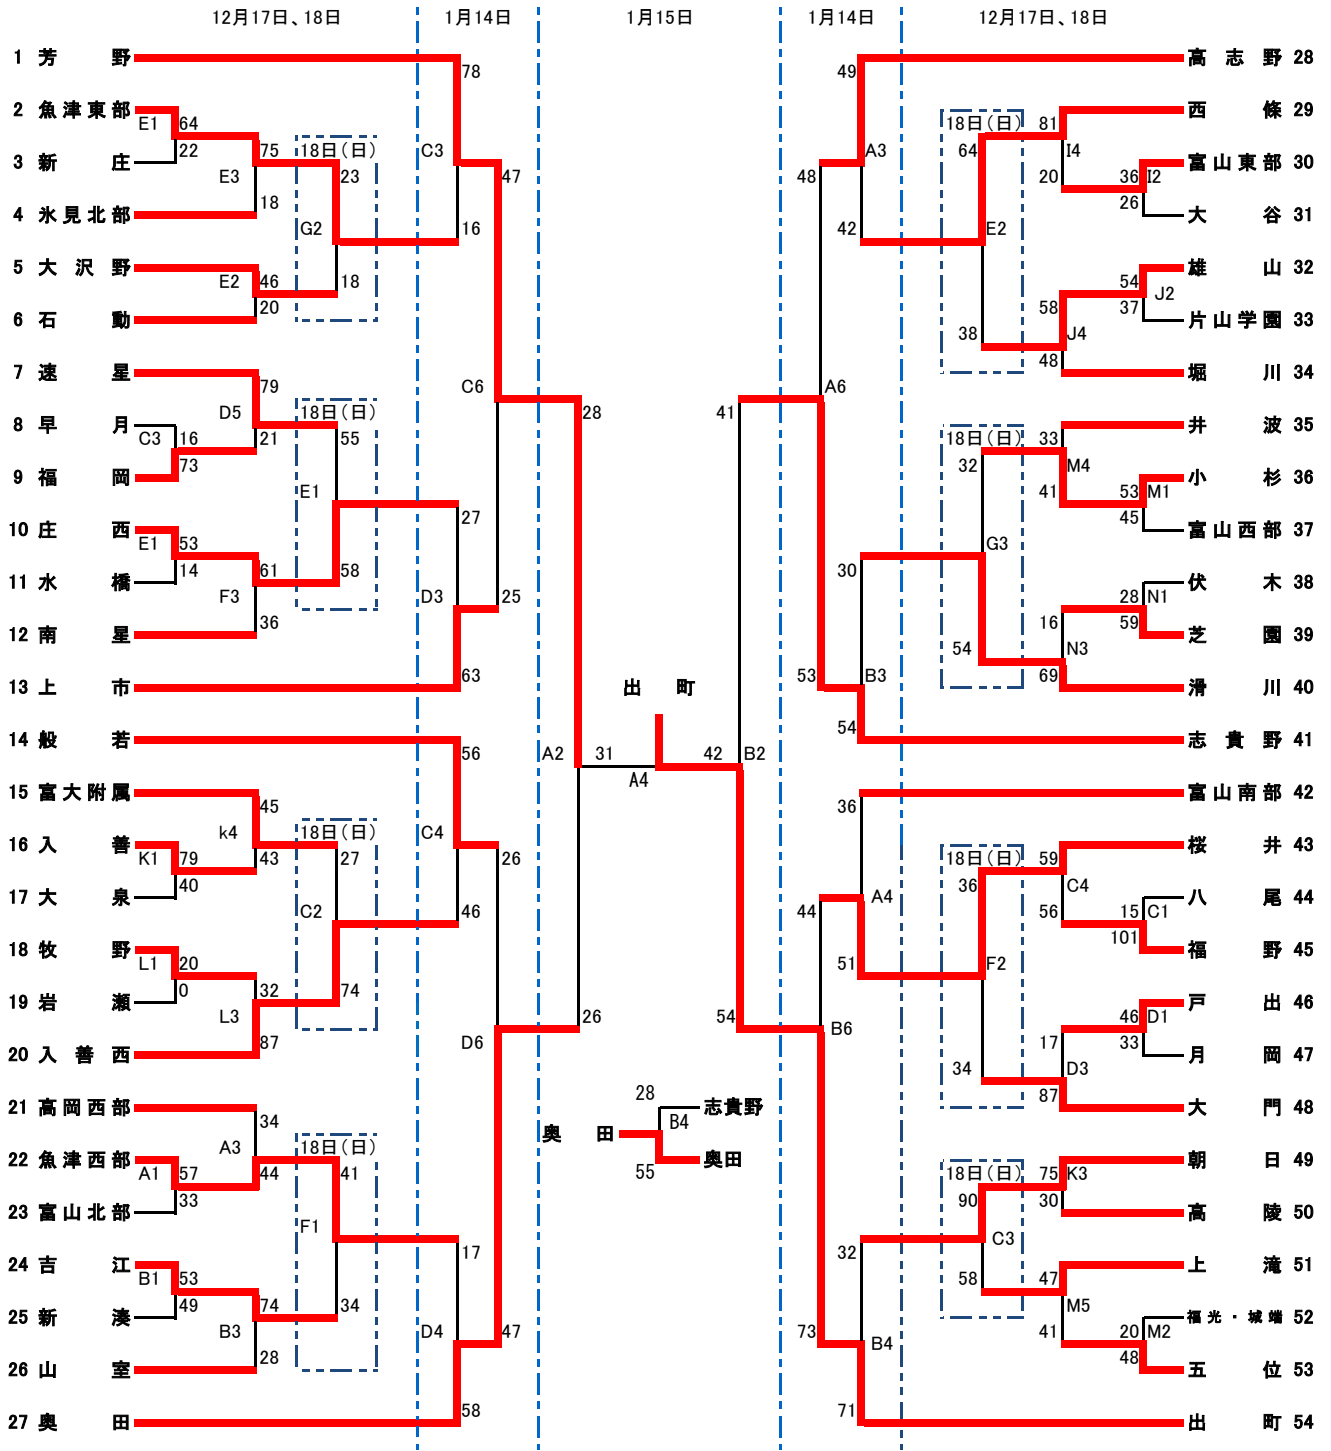 12月17日、18日 1月14日 1月15日 1月14日 12月17日、18日
1 芳野 78 49 高志野 28
2 魚津東部 E1 64 18日(日) 81 西條 29
3 新庄 22 E3 75 18日(日) 23 C3 47 48 A3 64 I4 20 36 I2 富山東部 30
4 氷見北部 18 G2 16 42 E2 26 大谷 31
5 大沢野 E2 46 18 54 J2 雄山 32
6 石動 20 38 58 J4 37 片山学園 33
7 速星 79 C6 A6 48 堀川 34
8 早月 C3 16 D5 21 18日(日) 55 28 41 18日(日) 33 井波 35
9 福岡 73 E1 32 M4 41 53 M1 小杉 36
10 庄西 E1 53 27 G3 45 富山西部 37
11 水橋 14 61 F3 58 D3 25 30 28 N1 伏木 38
12 南星 36 54 16 N3 59 芝園 39
13 上市 63 出町 53 B3 69 滑川 40
14 般若 56 A2 31 A4 42 B2 54 志貴野 41
15 富大附属 45 36 富山南部 42
16 入善 K1 79 k4 43 18日(日) 27 C4 26 18日(日) 36 59 桜井 43
17 大泉 40 C2 46 44 A4 C4 56 15 C1 八尾 44
18 牧野 L1 20 51 F2 101 福野 45
19 岩瀬 0 32 L3 74 26 54 46 D1 戸出 46
20 入善西 87 D6 B6 34 17 D3 33 月岡 47
21 高岡西部 34 28 志貴野 87 大門 48
22 魚津西部 A1 57 A3 44 18日(日) 41 奥田 B4 18日(日) 75 K3 朝日 49
23 富山北部 33 F1 55 奥田 90 30 高陵 50
24 吉江 B1 53 17 32 C3 58 47 上滝 51
25 新湊 49 74 B3 34 D4 47 73 B4 M5 41 20 M2 福光・城端 52
26 山室 28 48 五位 53
27 奥田 58 71 出町 54